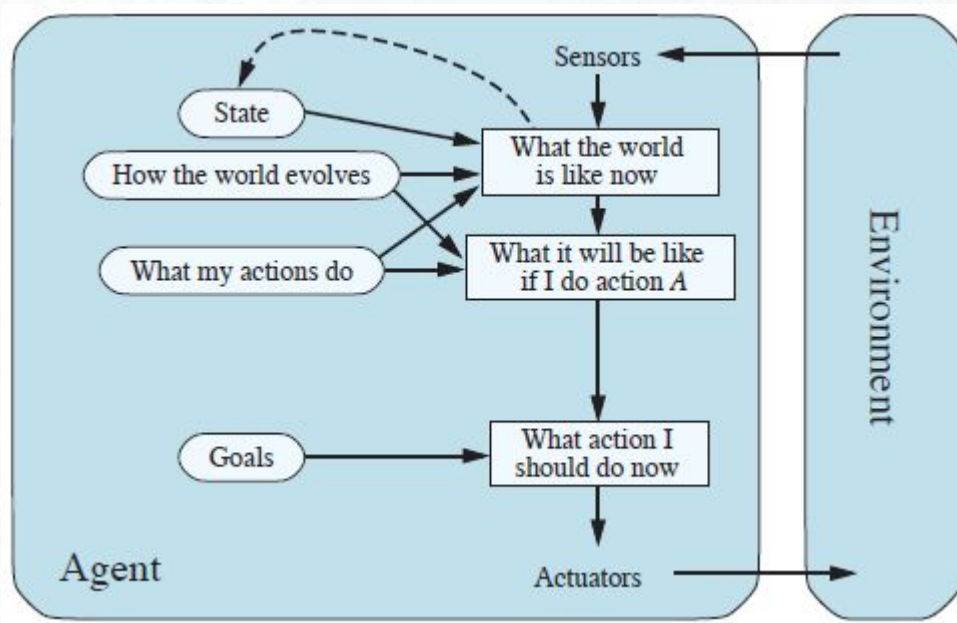 Sensors
State
What the world
is like now
How the world evolves
What my actions do
What it will be like
if I do action A
Goals
What action I
should do now
Agent
Actuators
Environment